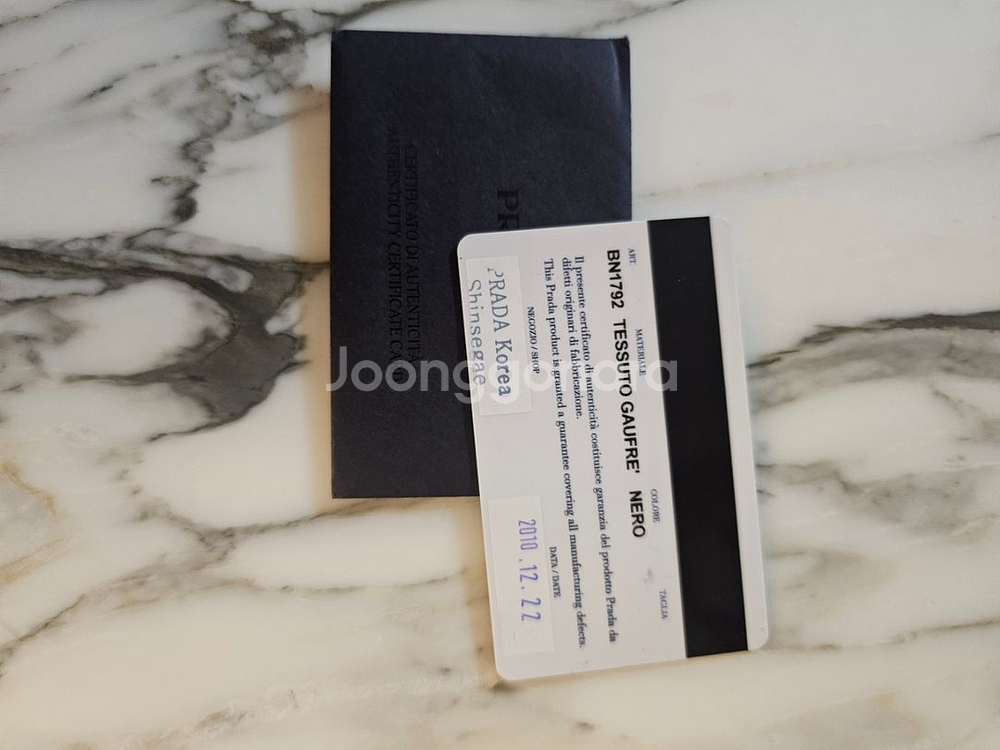 PR
CERTIFICATO DI AUTENTICITÀ
AUTHENTICITY CERTIFICATE CARD
ART. MATERIALE COLORE TAGLIA
BN1792 TESSUTO GAUFRE' NERO
Il presente certificato di autenticità costituisce garanzia del prodotto Prada da
difetti originari di fabbricazione.
This Prada product is granted a guarantee covering all manufacturing defects.
NEGOZIO / SHOP DATA / DATE
PRADA Korea 2010.12.22
Shinsegae
Joonggonara